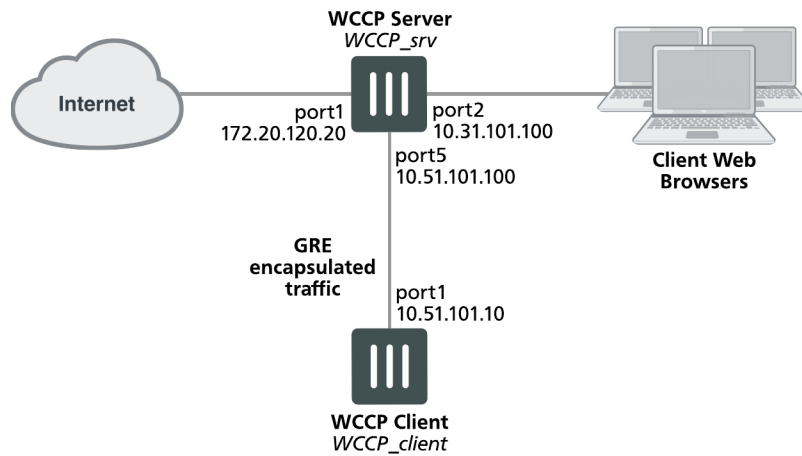 WCCP Server
WCCP_srv
Internet
port1
172.20.120.20
port2
10.31.101.100
port5
10.51.101.100
Client Web
Browsers
GRE
encapsulated
traffic
port1
10.51.101.10
WCCP Client
WCCP_client